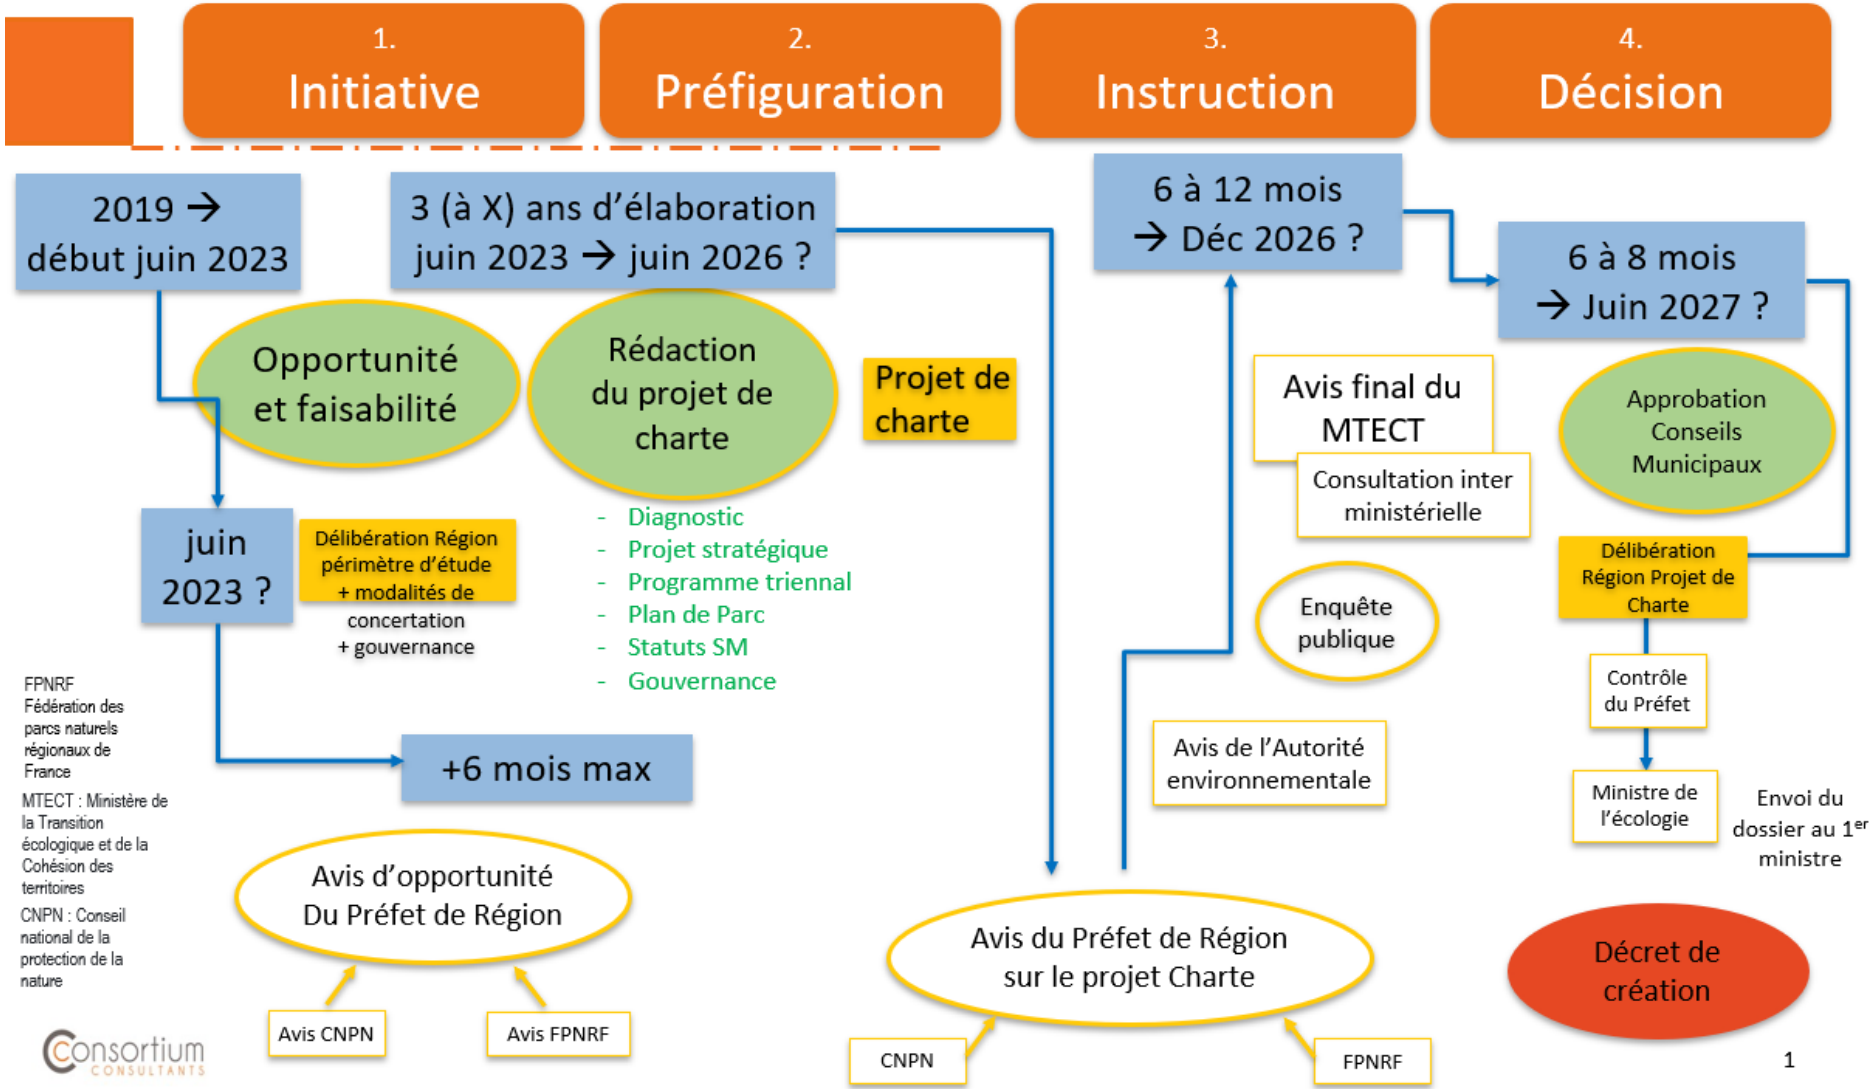 1.
Initiative
2.
Préfiguration
3.
Instruction
4.
Décision
2019 →
début juin 2023
3 (à X) ans d'élaboration
juin 2023 → juin 2026 ?
6 à 12 mois
→ Déc 2026 ?
6 à 8 mois
→ Juin 2027 ?
Opportunité
et faisabilité
Rédaction
du projet de
charte
Projet de
charte
- Diagnostic
- Projet stratégique
- Programme triennal
- Plan de Parc
- Statuts SM
- Gouvernance
juin
2023 ?
Délibération Région
périmètre d'étude
+ modalités de
concertation
+ gouvernance
+6 mois max
Avis d'opportunité
Du Préfet de Région
Avis CNPN
Avis FPNRF
Avis final du
MTECT
Consultation inter
ministérielle
Enquête
publique
Avis de l'Autorité
environnementale
Avis du Préfet de Région
sur le projet Charte
CNPN
FPNRF
Approbation
Conseils
Municipaux
Délibération
Région Projet de
Charte
Contrôle
du Préfet
Ministre de
l'écologie
Envoi du
dossier au 1er
ministre
Décret de
création
FPNRF
Fédération des
parcs naturels
régionaux de
France
MTECT : Ministère de
la Transition
écologique et de la
Cohésion des
territoires
CNPN : Conseil
national de la
protection de la
nature
Consortium
CONSULTANTS
1